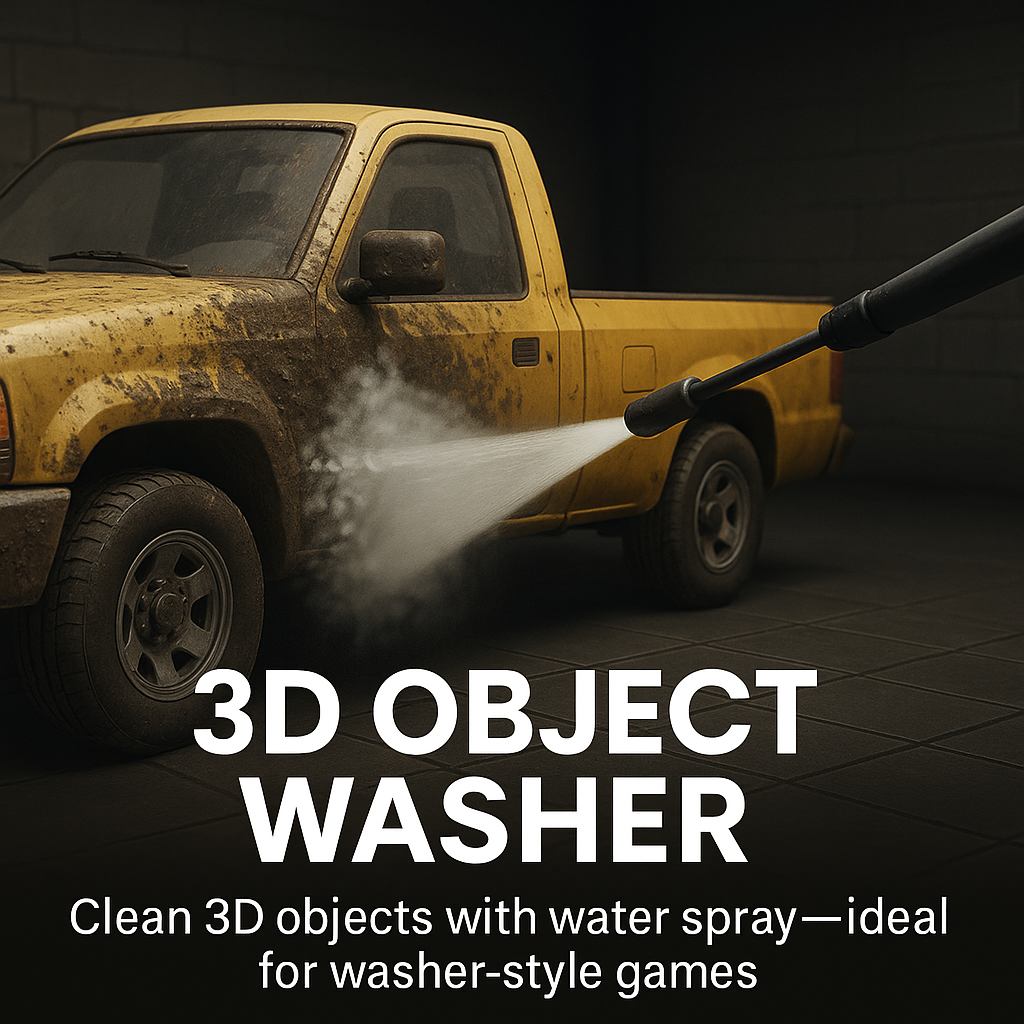 3D OBJECT
WASHER
Clean 3D objects with water spray—ideal
for washer-style games